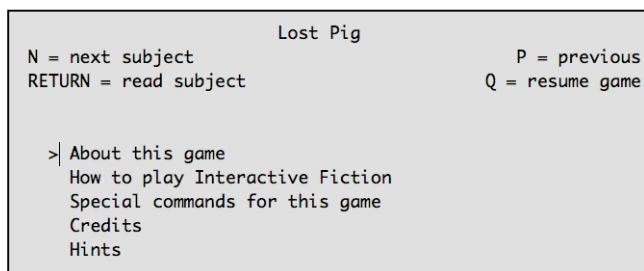 Lost Pig
N = next subject P = previous
RETURN = read subject Q = resume game
> About this game
How to play Interactive Fiction
Special commands for this game
Credits
Hints